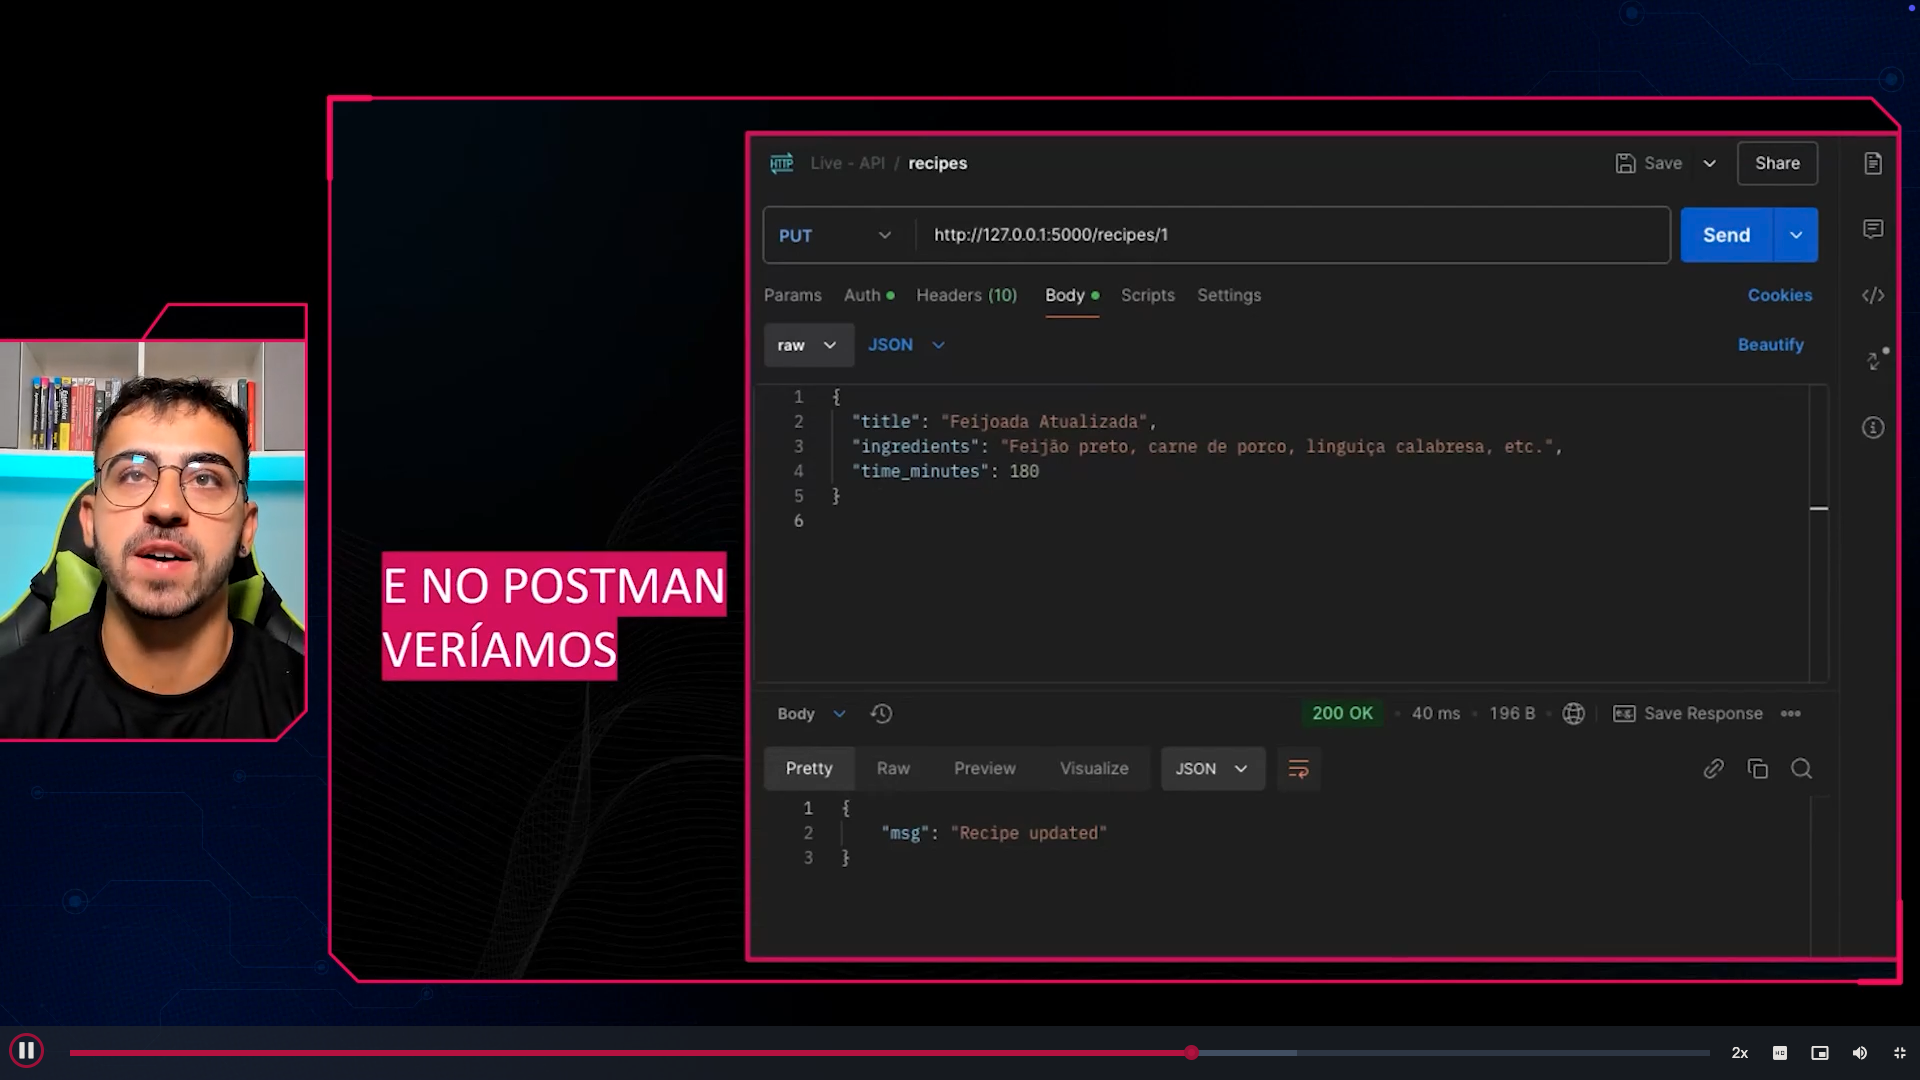 HTTP Live - API / recipes
Save
Share
PUT
http://127.0.0.1:5000/recipes/1
Send
Params Auth Headers (10) Body Scripts Settings
Cookies
raw JSON
Beautify
1 {
2 "title": "Feijoada Atualizada",
3 "ingredients": "Feijão preto, carne de porco, linguiça calabresa, etc.",
4 "time_minutes": 180
5 }
6
E NO POSTMAN
VERÍAMOS
Body
200 OK 40 ms 196 B e.g. Save Response
Pretty Raw Preview Visualize JSON
1 {
2 "msg": "Recipe updated"
3 }
2x